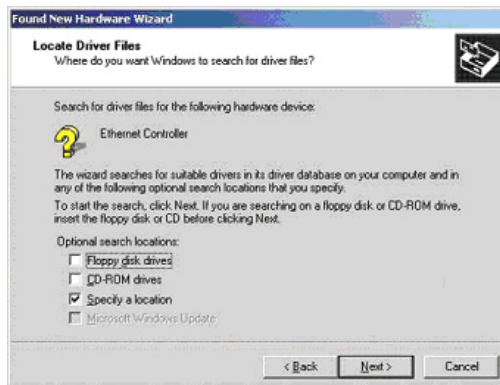 Found New Hardware Wizard
Locate Driver Files
Where do you want Windows to search for driver files?
Search for driver files for the following hardware device:
Ethernet Controller
The wizard searches for suitable drivers in its driver database on your computer and in
any of the following optional search locations that you specify.
To start the search, click Next. If you are searching on a floppy disk or CD-ROM drive,
insert the floppy disk or CD before clicking Next.
Optional search locations:
Floppy disk drives
CD-ROM drives
Specify a location
Microsoft Windows Update
< Back Next > Cancel